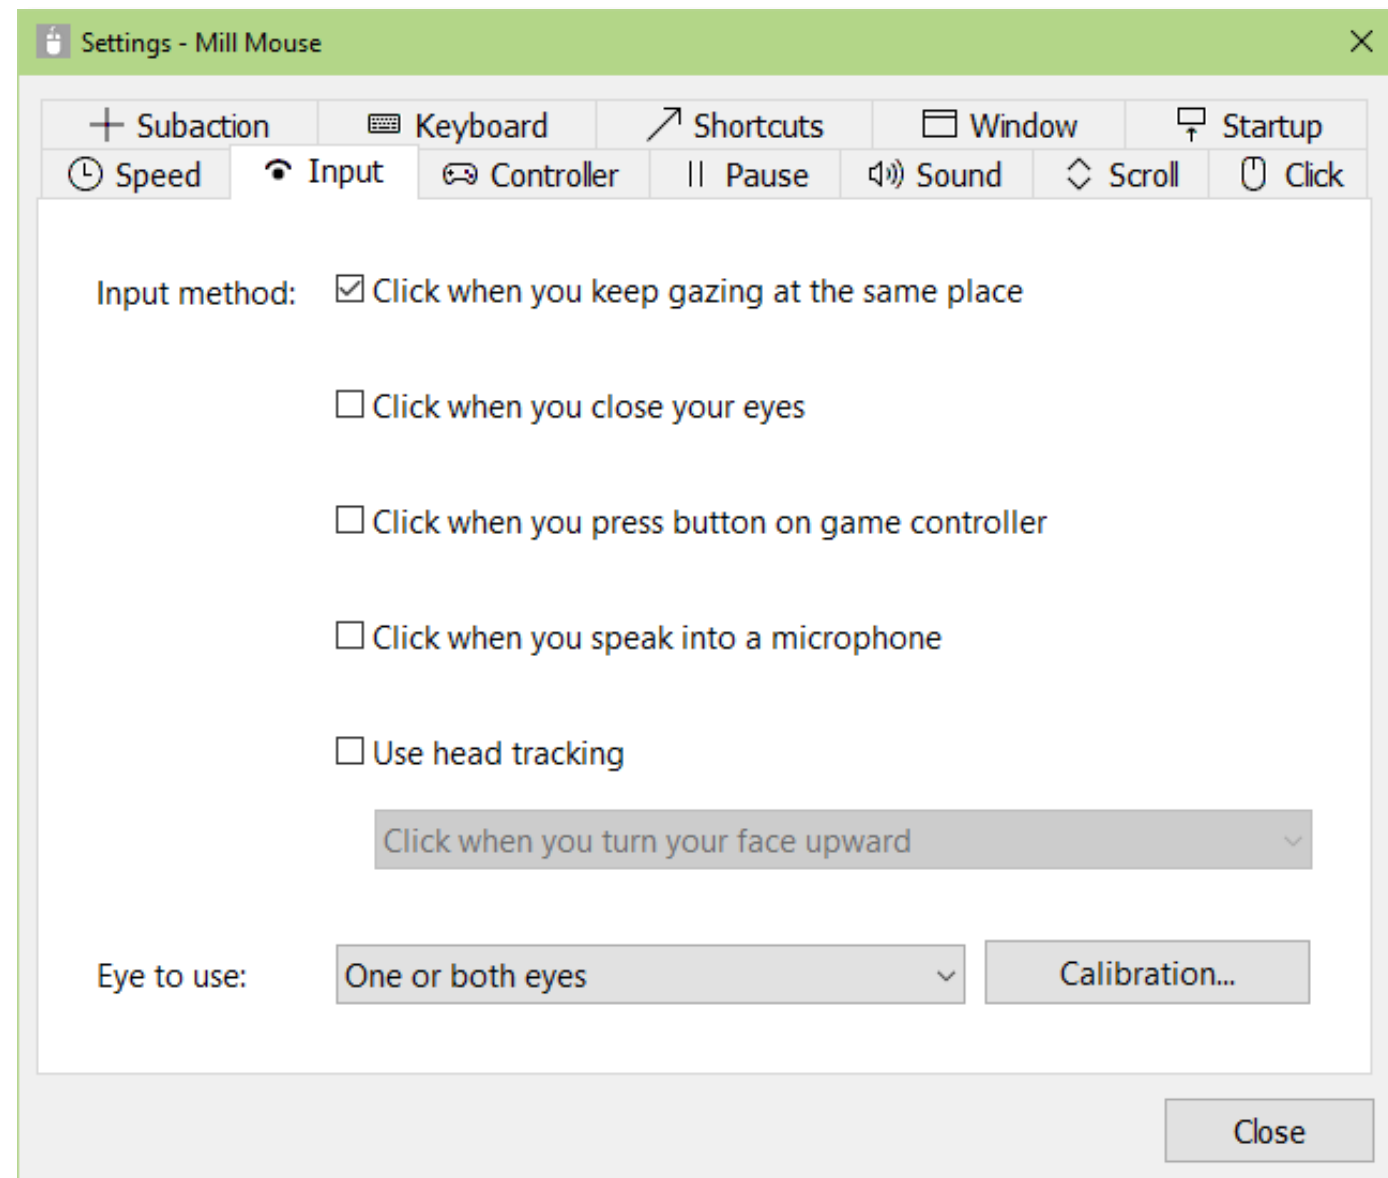 Settings - Mill Mouse
Subaction Keyboard Shortcuts Window Startup
Speed Input Controller Pause Sound Scroll Click
Input method: Click when you keep gazing at the same place
Click when you close your eyes
Click when you press button on game controller
Click when you speak into a microphone
Use head tracking
Click when you turn your face upward
Eye to use: One or both eyes Calibration...
Close